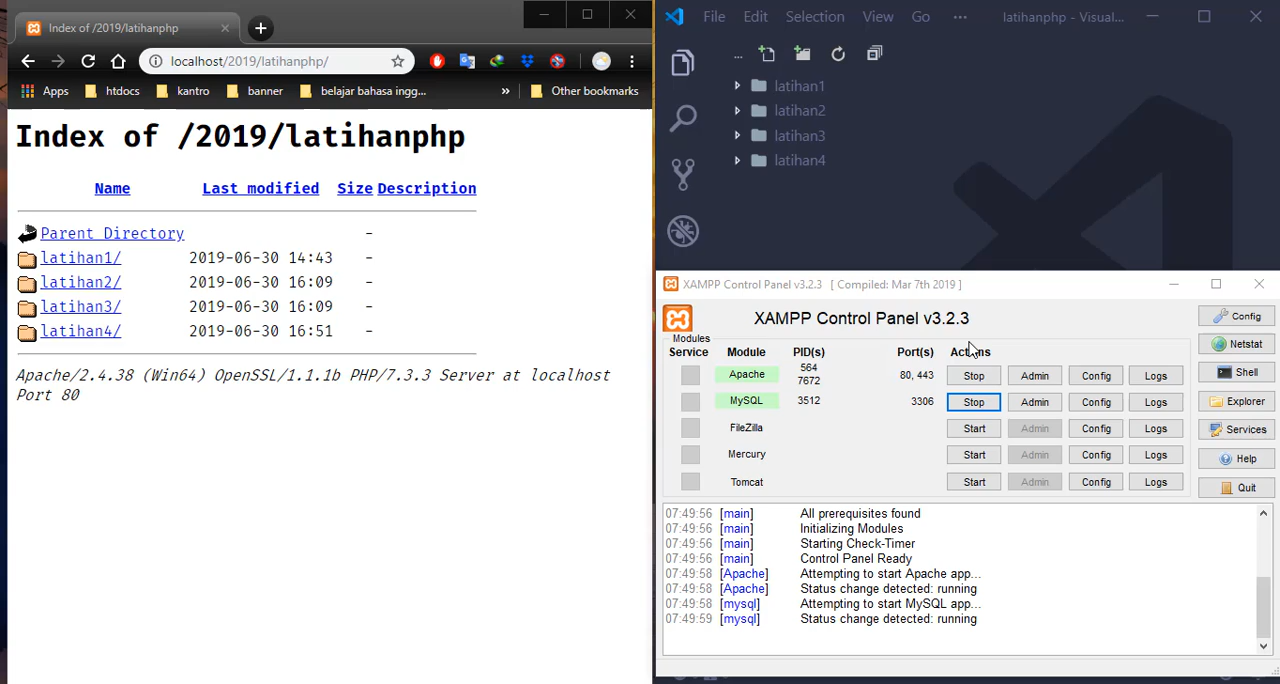 Index of /2019/latihanphp
localhost/2019/latihanphp/
Apps htdocs kantro banner belajar bahasa ingg... » Other bookmarks
Index of /2019/latihanphp
Name Last modified Size Description
Parent Directory -
latihan1/ 2019-06-30 14:43 -
latihan2/ 2019-06-30 16:09 -
latihan3/ 2019-06-30 16:09 -
latihan4/ 2019-06-30 16:51 -
Apache/2.4.38 (Win64) OpenSSL/1.1.1b PHP/7.3.3 Server at localhost
Port 80
File Edit Selection View Go ... latihanphp - Visual...
...
latihan1
latihan2
latihan3
latihan4
XAMPP Control Panel v3.2.3 [ Compiled: Mar 7th 2019 ]
XAMPP Control Panel v3.2.3
Config
Netstat
Shell
Explorer
Services
Help
Quit
Modules
Service Module PID(s) Port(s) Actions
Apache 564 80, 443 Stop Admin Config Logs
7672
MySQL 3512 3306 Stop Admin Config Logs
FileZilla Start Admin Config Logs
Mercury Start Admin Config Logs
Tomcat Start Admin Config Logs
07:49:56 [main] All prerequisites found
07:49:56 [main] Initializing Modules
07:49:56 [main] Starting Check-Timer
07:49:56 [main] Control Panel Ready
07:49:58 [Apache] Attempting to start Apache app...
07:49:58 [Apache] Status change detected: running
07:49:58 [mysql] Attempting to start MySQL app...
07:49:59 [mysql] Status change detected: running